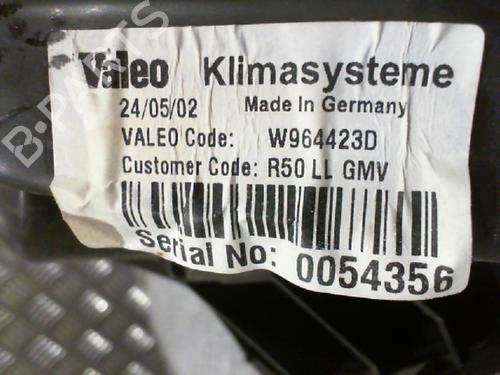 Valeo Klimasysteme
24/05/02 Made In Germany
VALEO Code: W964423D
Customer Code: R50 LL GMV
Serial No: 0054356
B-PARTS